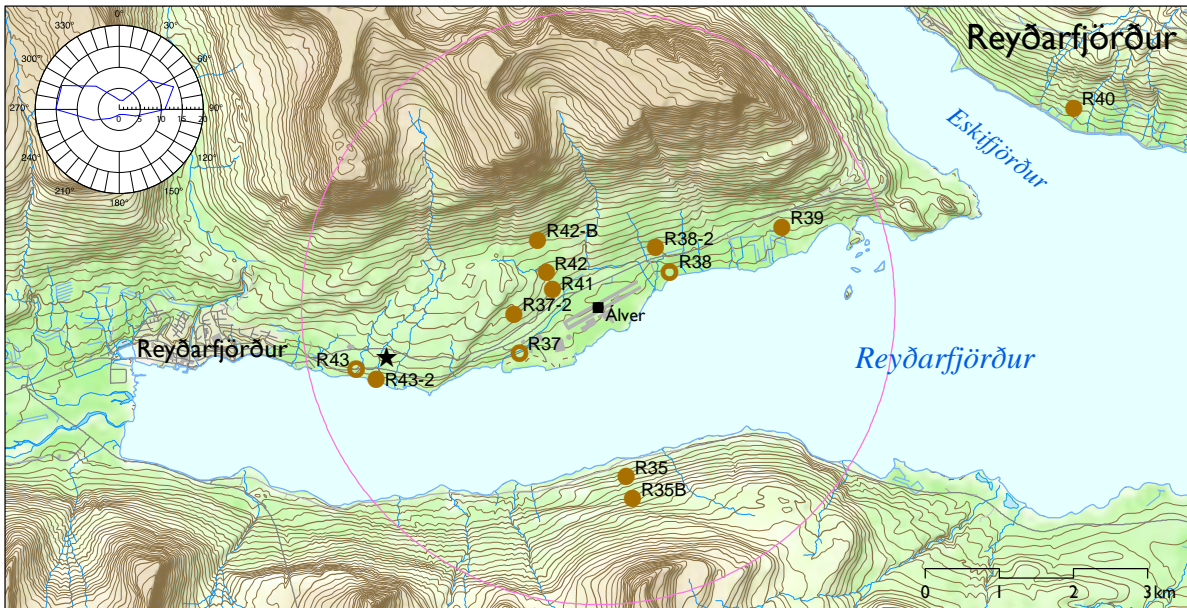 Reyðarfjörður
330°
30°
300°
60°
270°
90°
0 5 10 15 20
240°
120°
210°
150°
180°
R40
Eskifjörður
R39
R42-B
R38-2
R42
R38
R41
R37-2
Álver
Reyðarfjörður
R37
Reyðarfjörður
R43
R43-2
R35
R35B
0 1 2 3 km